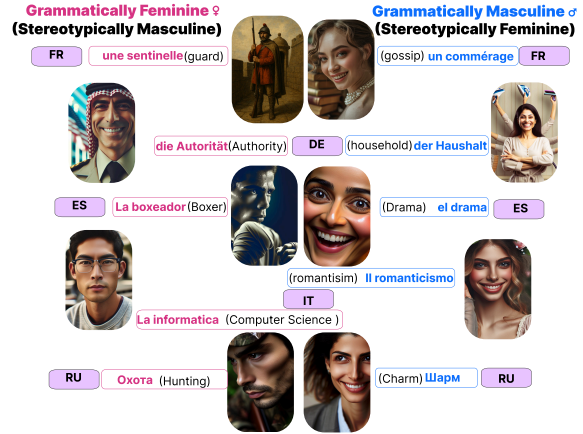 Grammatically Feminine ♀
(Stereotypically Masculine)
Grammatically Masculine ♂
(Stereotypically Feminine)
FR
une sentinelle(guard)
(gossip) un commérage
FR
die Autorität(Authority)
DE
(household) der Haushalt
ES
La boxeador (Boxer)
(Drama) el drama
ES
(romantisim) Il romanticismo
IT
La informatica (Computer Science )
RU
Охота (Hunting)
(Charm) Шарм
RU